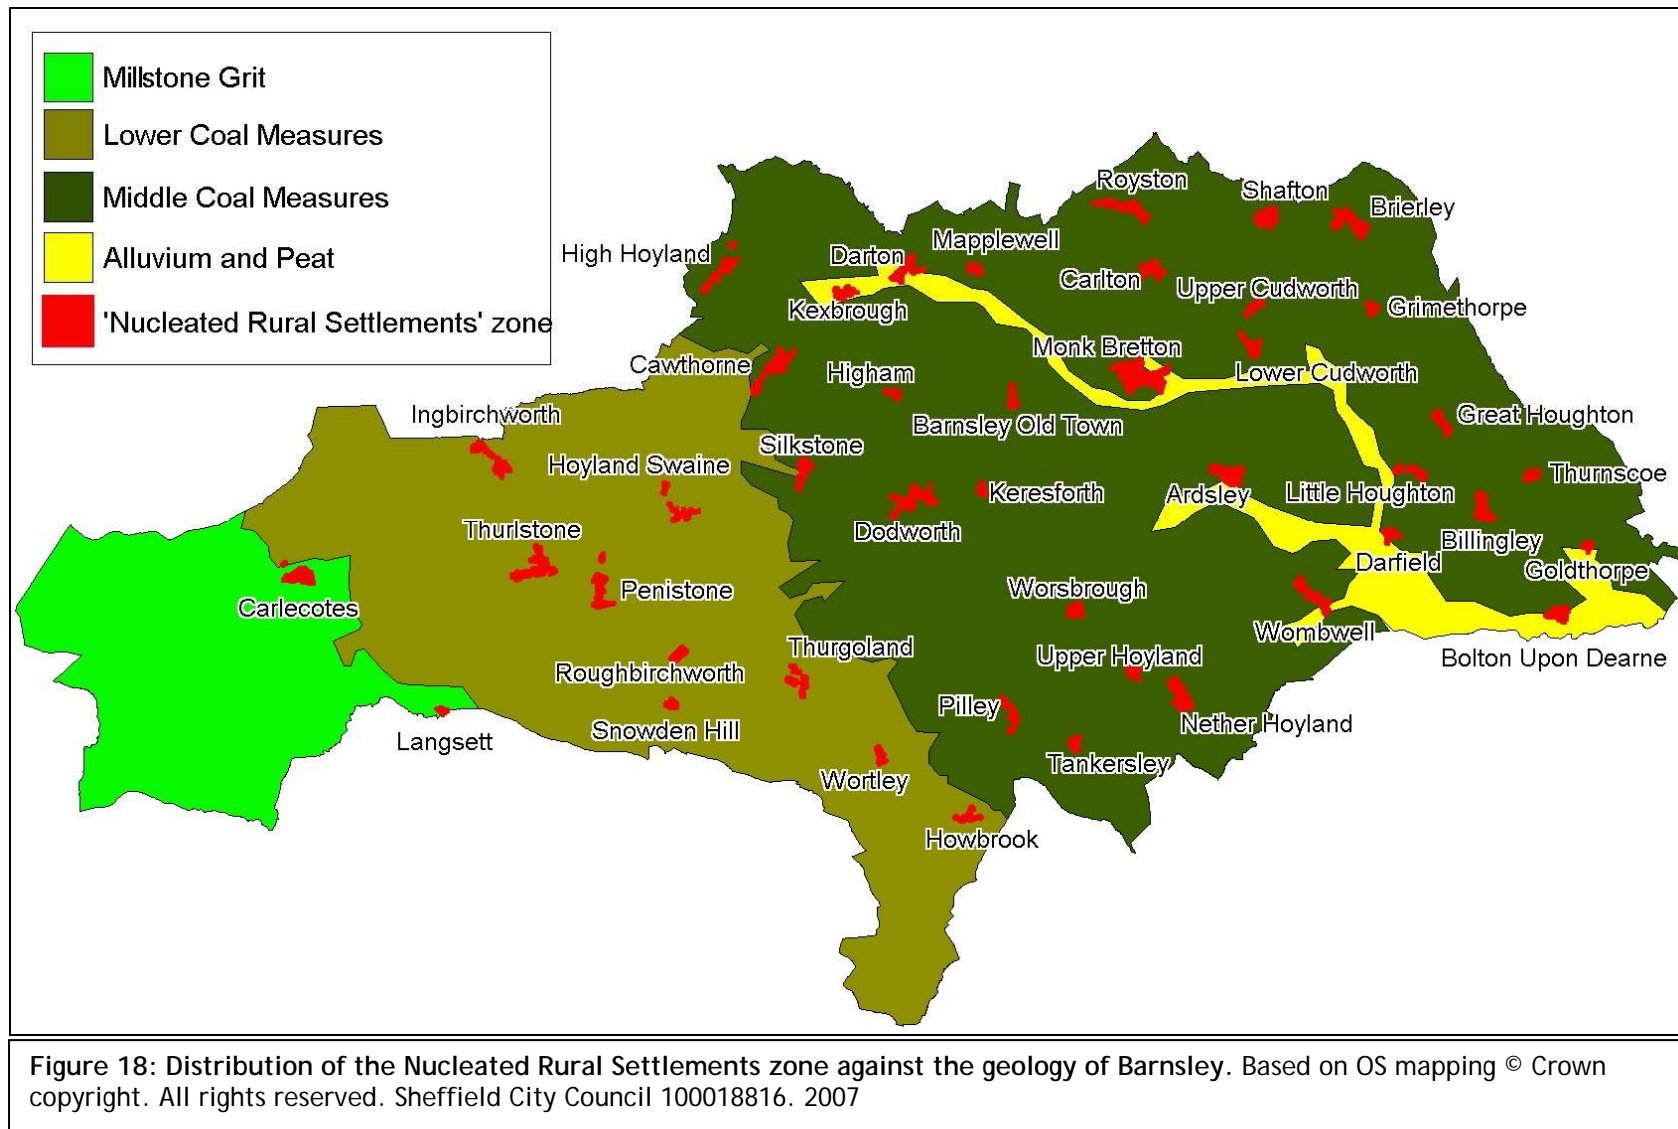 Millstone Grit
Lower Coal Measures
Middle Coal Measures
Alluvium and Peat
'Nucleated Rural Settlements' zone
Royston
Shafton
Brierley
High Hoyland
Darton
Mapplewell
Carlton
Upper Cudworth
Grimethorpe
Kexbrough
Monk Bretton
Cawthorne
Higham
Lower Cudworth
Ingbirchworth
Barnsley Old Town
Great Houghton
Silkstone
Hoyland Swaine
Keresforth
Ardsley
Little Houghton
Thurnscoe
Thurlstone
Dodworth
Billingley
Darfield
Goldthorpe
Carlecotes
Penistone
Worsbrough
Wombwell
Thurgoland
Upper Hoyland
Bolton Upon Dearne
Roughbirchworth
Pilley
Nether Hoyland
Snowden Hill
Langsett
Tankersley
Wortley
Howbrook
Figure 18: Distribution of the Nucleated Rural Settlements zone against the geology of Barnsley. Based on OS mapping © Crown
copyright. All rights reserved. Sheffield City Council 100018816. 2007